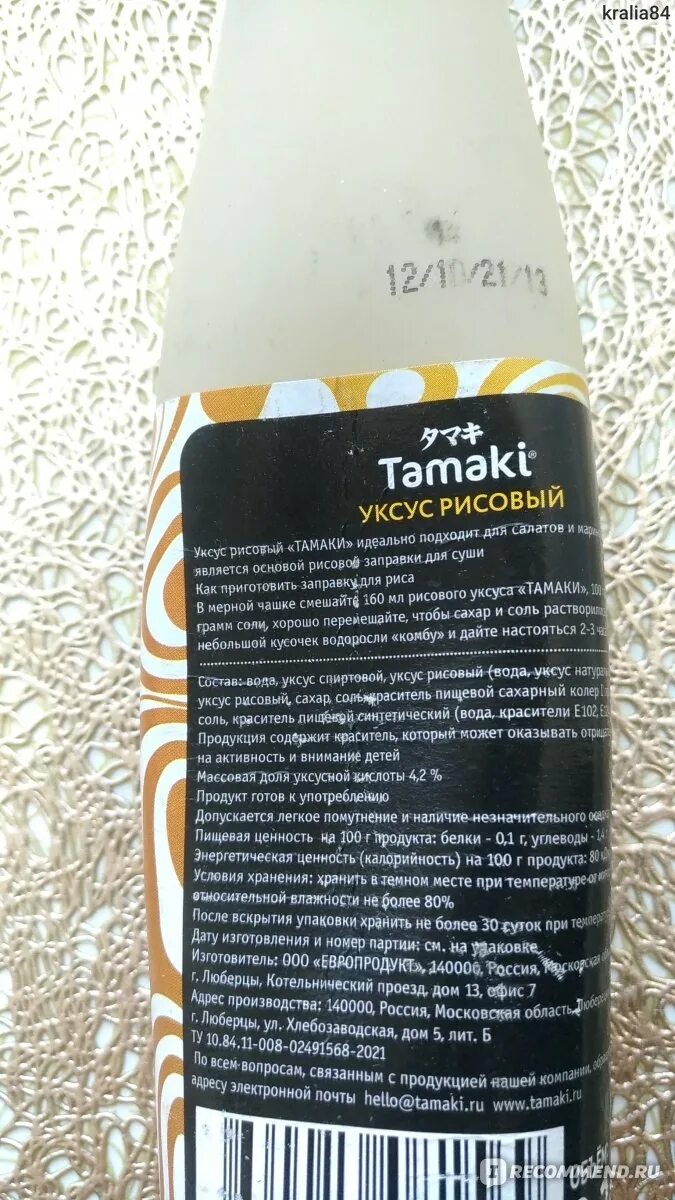 kralia84
12/10/21/13
タマキ
Tamaki®
УКСУС РИСОВЫЙ
Уксус рисовый «ТАМАКИ» идеально подходит для салатов и
является основой рисовой заправки для суши
Как приготовить заправку для риса
В мерной чашке смешайте 160 мл рисового уксуса «ТАМАКИ», 100
грамм соли, хорошо перемешайте, чтобы сахар и соль
небольшой кусочек водоросли «комбу» и дайте настояться 2-3
Состав: вода, уксус спиртовой, уксус рисовый (вода, уксус
уксус рисовый, сахар, соль, краситель пищевой сахарный колер
соль, краситель пищевой синтетический (вода, красители E102,
Продукция содержит краситель, который может оказывать
на активность и внимание детей
Массовая доля уксусной кислоты 4,2 %
Продукт готов к употреблению
Допускается легкое помутнение и наличие незначительного
Пищевая ценность на 100 г продукта: белки - 0,1 г, углеводы -
Энергетическая ценность (калорийность) на 100 г продукта: 80
Условия хранения: хранить в темном месте при температуре от
относительной влажности не более 80%
После вскрытия упаковки хранить не более 30 суток при
Дату изготовления и номер партии: см. на упаковке
Изготовитель: ООО «ЕВРОПРОДУКТ», 140006, Россия, Московская
г. Люберцы, Котельнический проезд, дом 13, офис 7
Адрес производства: 140000, Россия, Московская область,
г. Люберцы, ул. Хлебозаводская, дом 5, лит. Б
ТУ 10.84.11-008-02491568-2021
По всем вопросам, связанным с продукцией нашей компании,
адресу электронной почты hello@tamaki.ru www.tamaki.ru
IRECOMMEND.RU